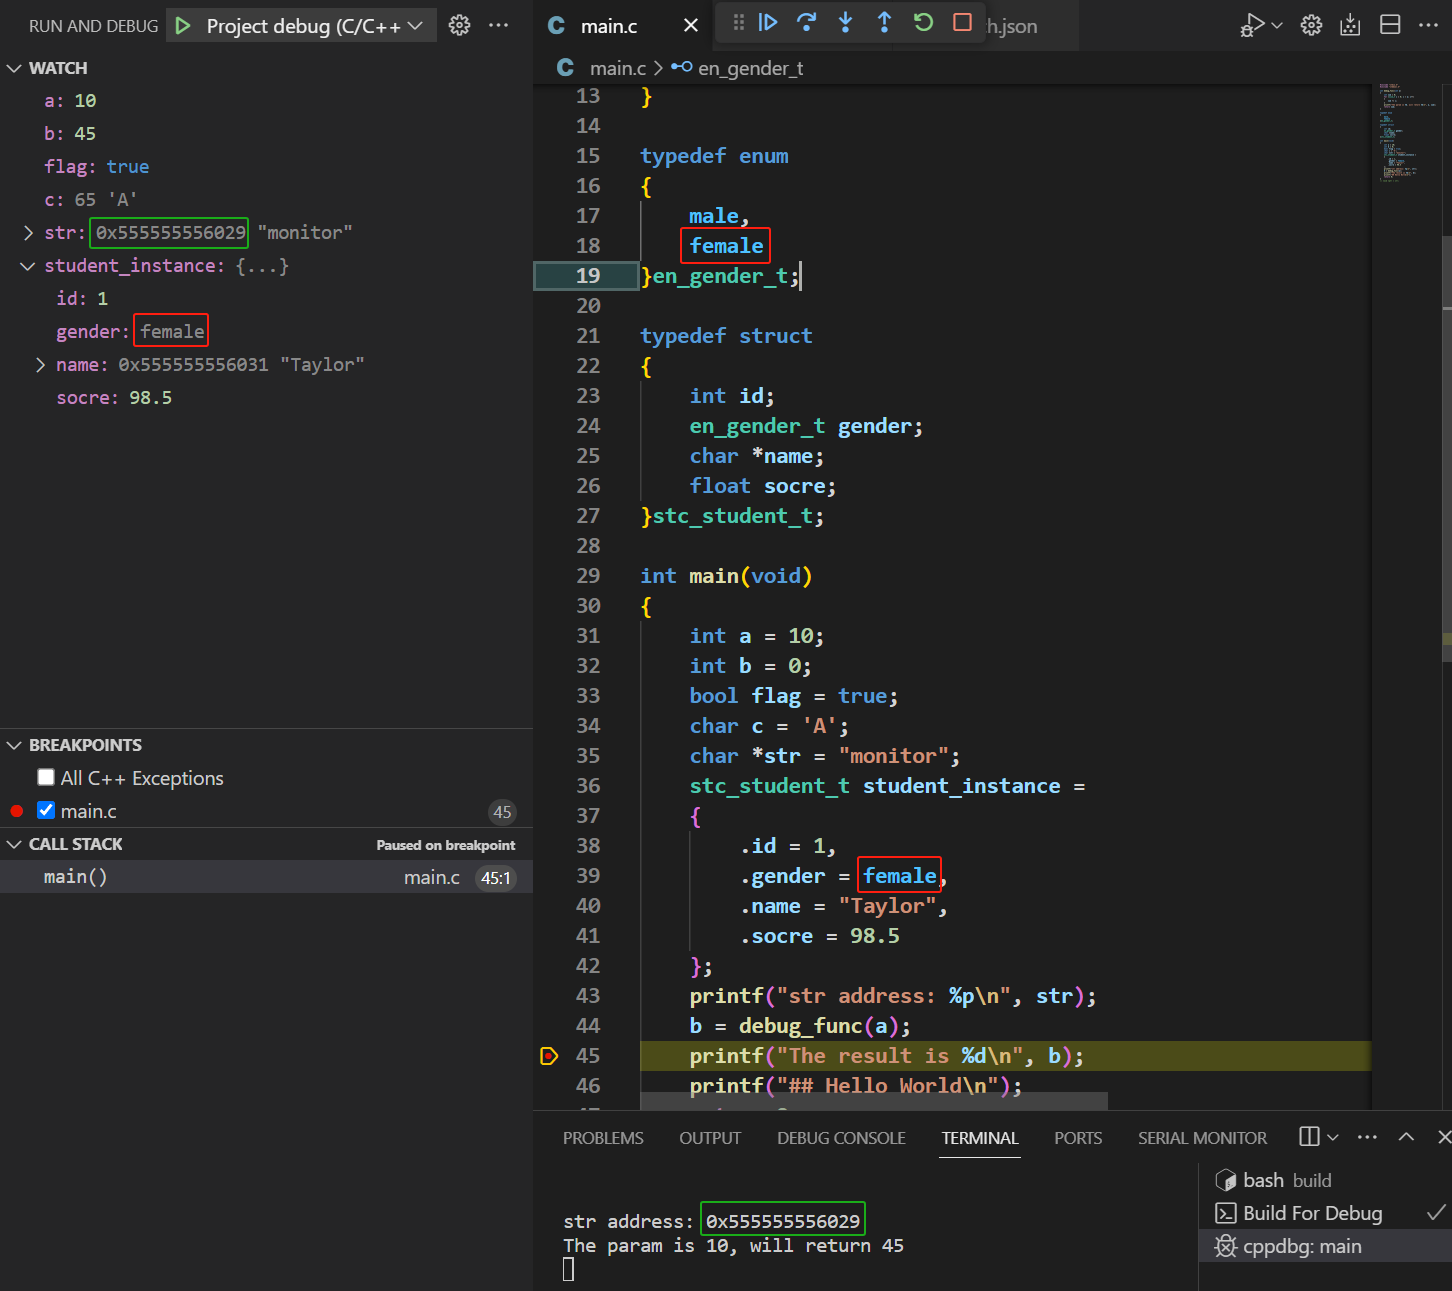 RUN AND DEBUG
Project debug (C/C++
WATCH
a: 10
b: 45
flag: true
c: 65 'A'
str: 0x555555556029 "monitor"
student_instance: {...}
id: 1
gender: female
name: 0x555555556031 "Taylor"
socre: 98.5
BREAKPOINTS
All C++ Exceptions
main.c 45
CALL STACK Paused on breakpoint
main() main.c 45:1
main.c
h.json
main.c > en_gender_t
13 }
14
15 typedef enum
16 {
17 male,
18 female
19 }en_gender_t;
20
21 typedef struct
22 {
23 int id;
24 en_gender_t gender;
25 char *name;
26 float socre;
27 }stc_student_t;
28
29 int main(void)
30 {
31 int a = 10;
32 int b = 0;
33 bool flag = true;
34 char c = 'A';
35 char *str = "monitor";
36 stc_student_t student_instance =
37 {
38 .id = 1,
39 .gender = female,
40 .name = "Taylor",
41 .socre = 98.5
42 };
43 printf("str address: %p\n", str);
44 b = debug_func(a);
45 printf("The result is %d\n", b);
46 printf("## Hello World\n");
PROBLEMS OUTPUT DEBUG CONSOLE TERMINAL PORTS SERIAL MONITOR
str address: 0x555555556029
The param is 10, will return 45
bash build
Build For Debug
cppdbg: main